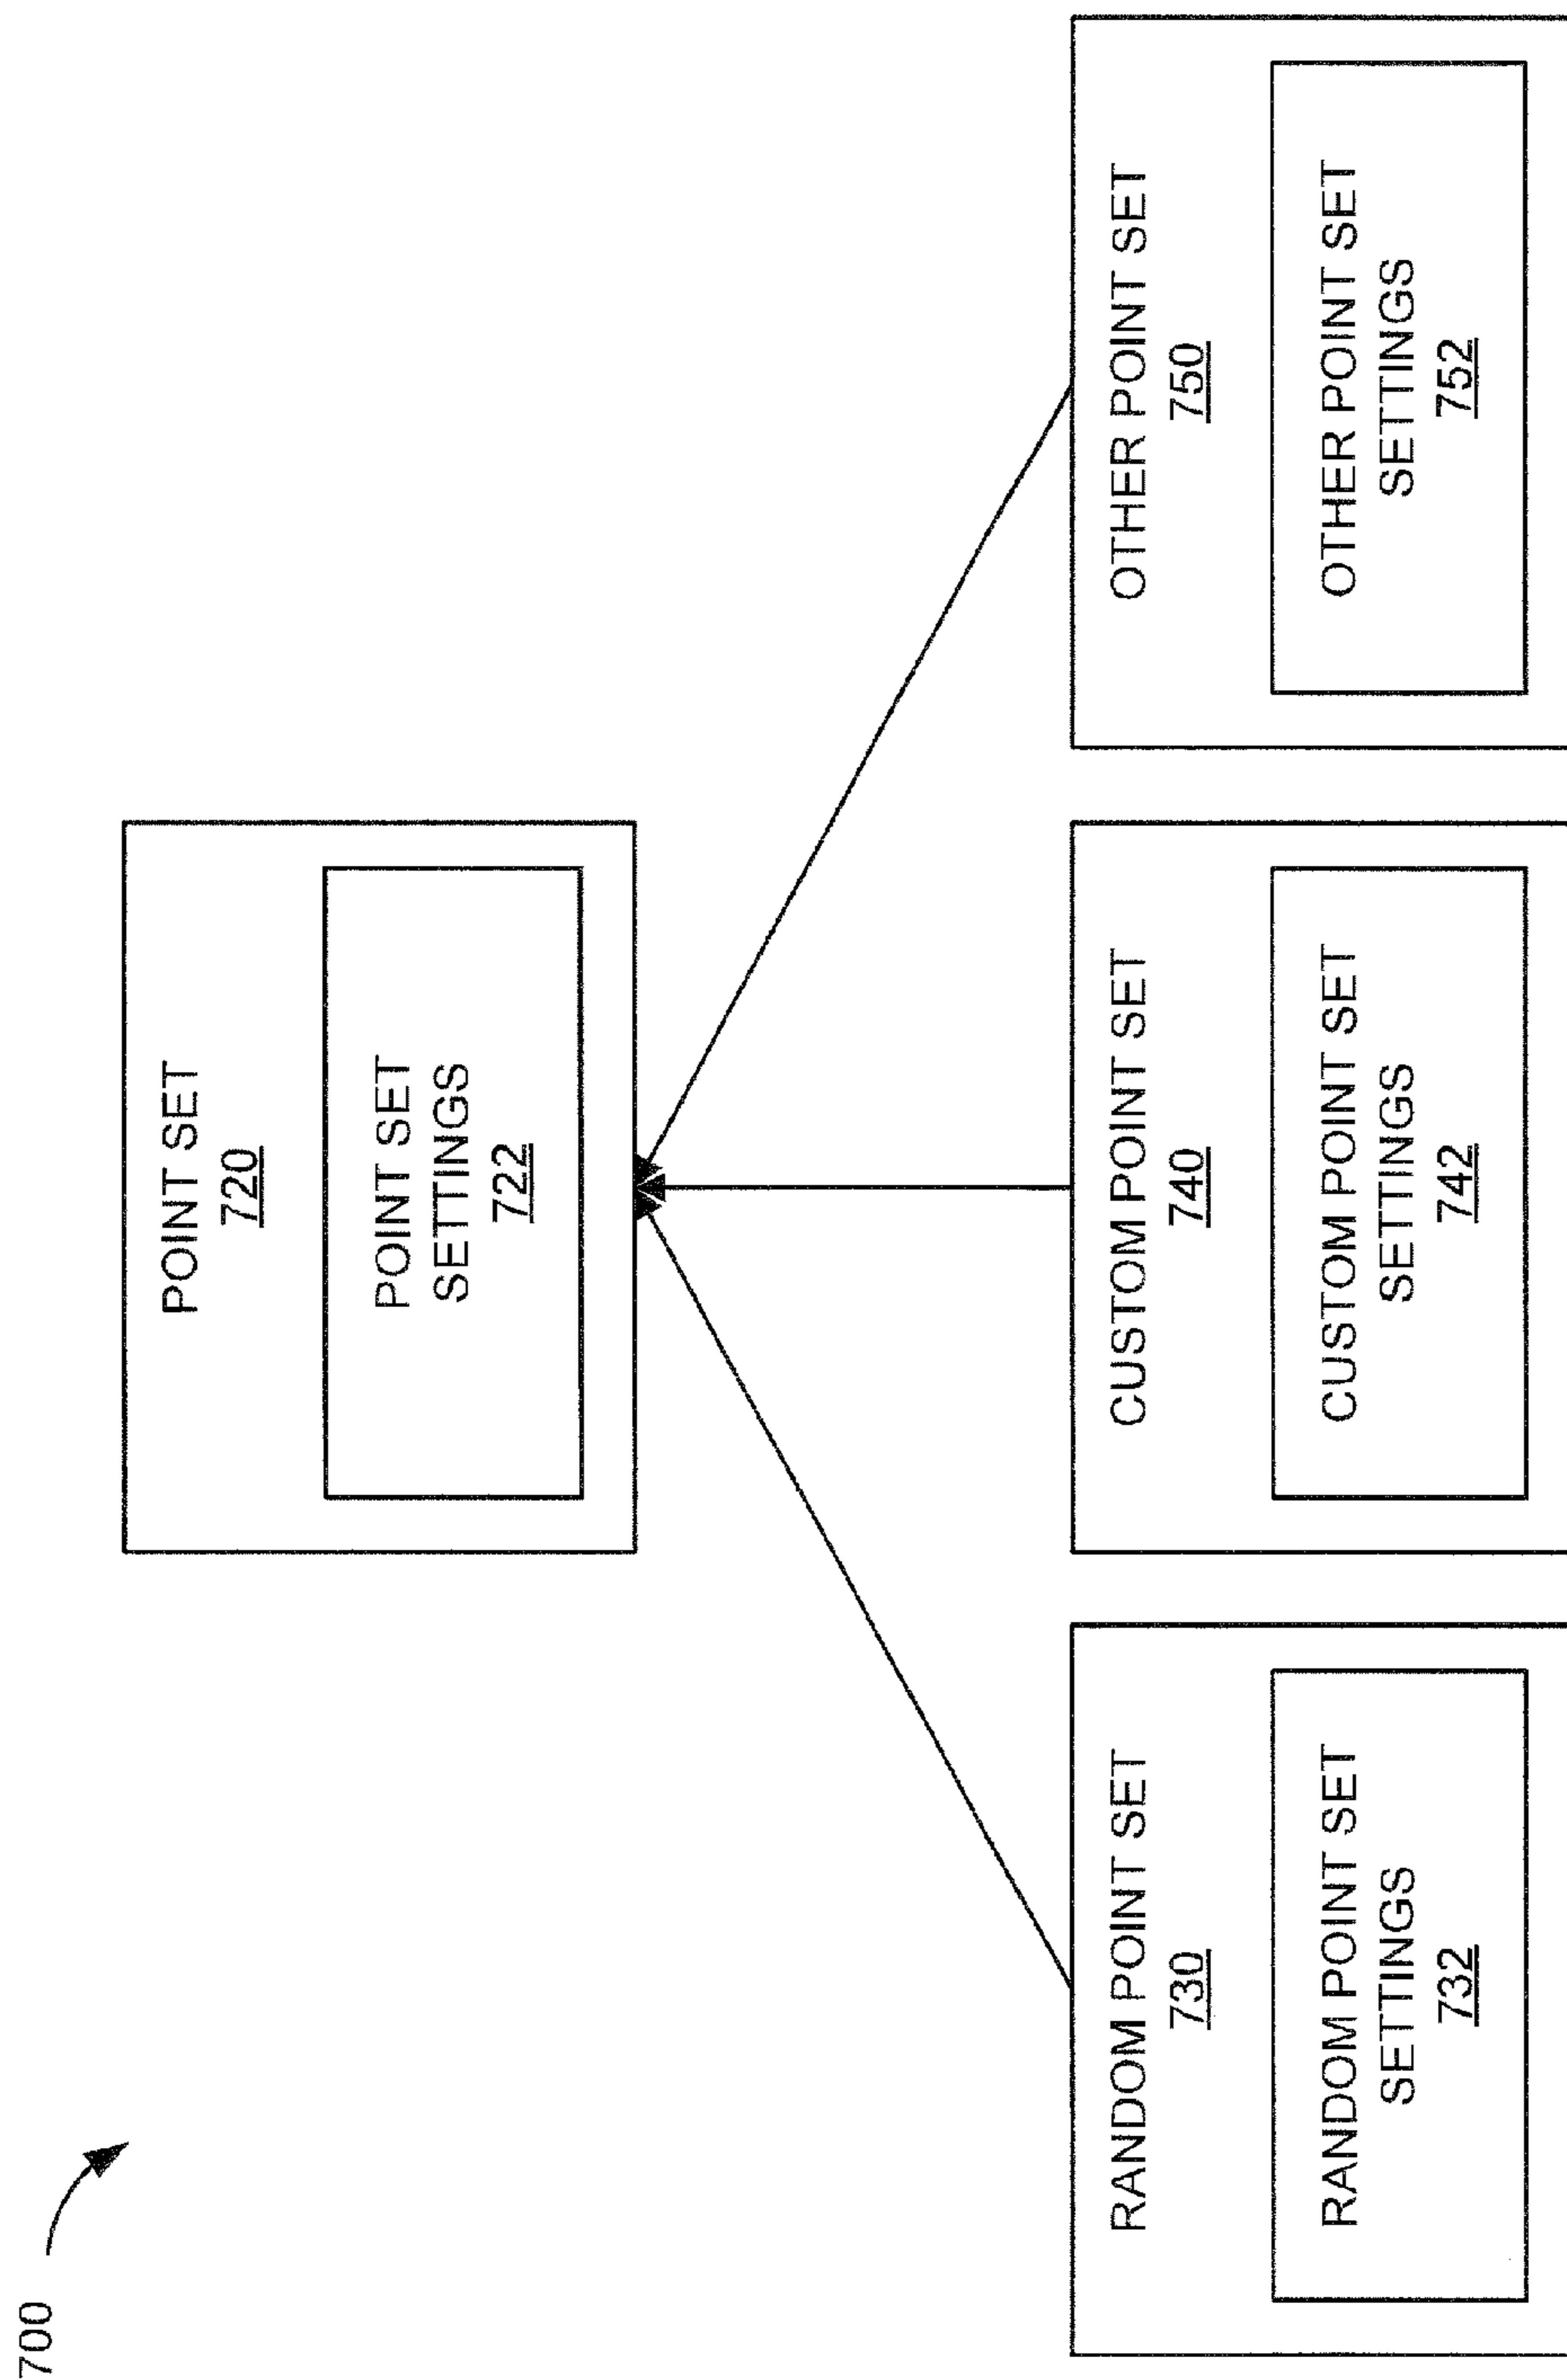 700
POINT SET
720
POINT SET
SETTINGS
722
RANDOM POINT SET
730
RANDOM POINT SET
SETTINGS
732
CUSTOM POINT SET
740
CUSTOM POINT SET
SETTINGS
742
OTHER POINT SET
750
OTHER POINT SET
SETTINGS
752